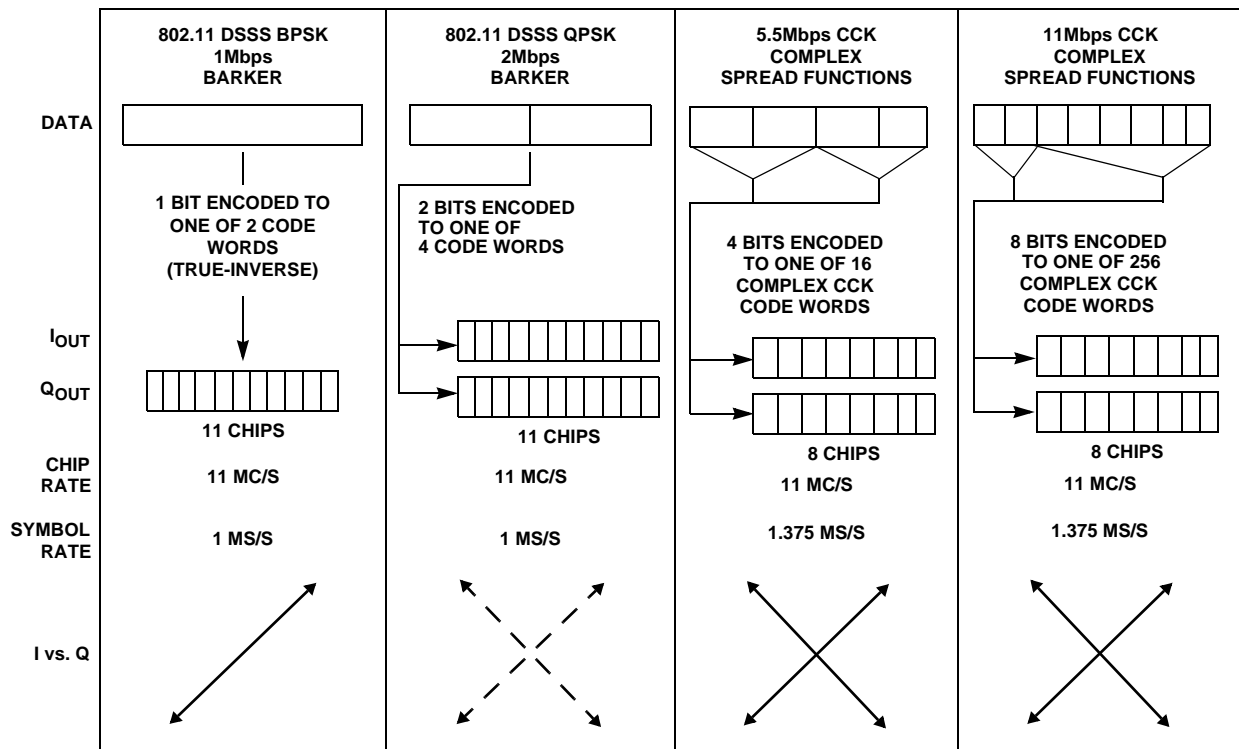 802.11 DSSS BPSK
1Mbps
BARKER
802.11 DSSS QPSK
2Mbps
BARKER
5.5Mbps CCK
COMPLEX
SPREAD FUNCTIONS
11Mbps CCK
COMPLEX
SPREAD FUNCTIONS
DATA
1 BIT ENCODED TO
ONE OF 2 CODE
WORDS
(TRUE-INVERSE)
2 BITS ENCODED
TO ONE OF
4 CODE WORDS
4 BITS ENCODED
TO ONE OF 16
COMPLEX CCK
CODE WORDS
8 BITS ENCODED
TO ONE OF 256
COMPLEX CCK
CODE WORDS
IOUT
QOUT
11 CHIPS
11 CHIPS
8 CHIPS
8 CHIPS
CHIP
RATE
11 MC/S
11 MC/S
11 MC/S
11 MC/S
SYMBOL
RATE
1 MS/S
1 MS/S
1.375 MS/S
1.375 MS/S
I vs. Q